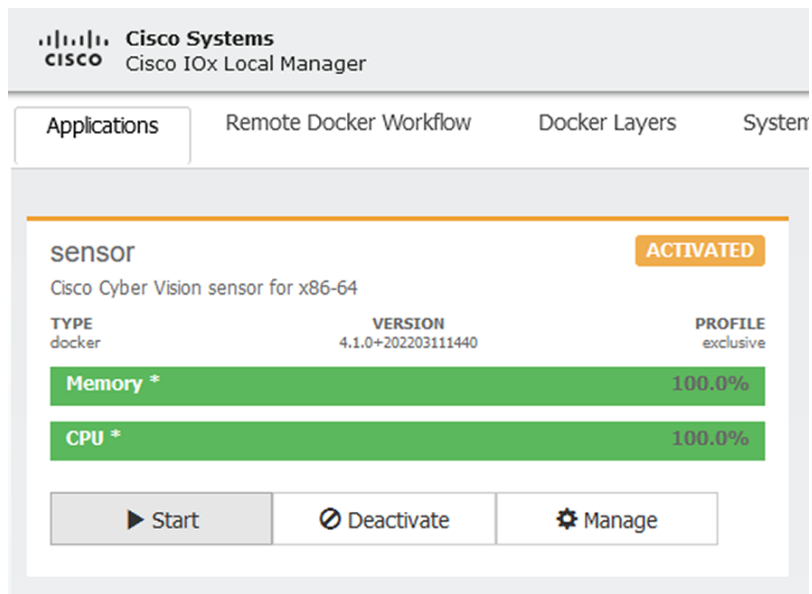 Cisco Systems
CISCO Cisco IOx Local Manager
Applications Remote Docker Workflow Docker Layers System
sensor ACTIVATED
Cisco Cyber Vision sensor for x86-64
TYPE VERSION PROFILE
docker 4.1.0+202203111440 exclusive
Memory * 100.0%
CPU * 100.0%
Start Deactivate Manage